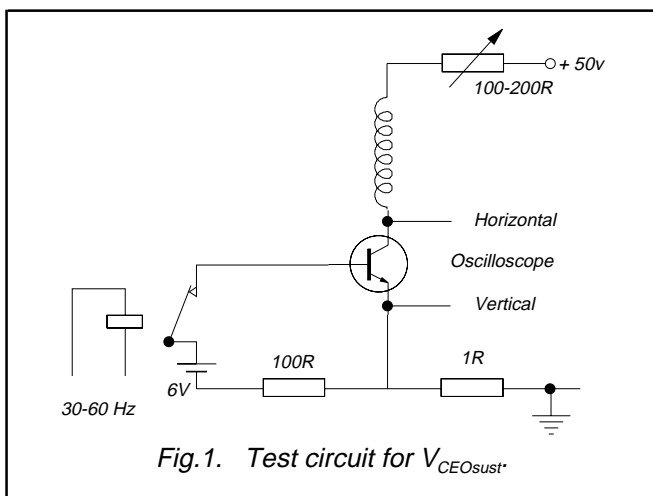 + 50v
100-200R
Horizontal
Oscilloscope
Vertical
100R
1R
6V
30-60 Hz
Fig.1. Test circuit for VCEOsust.